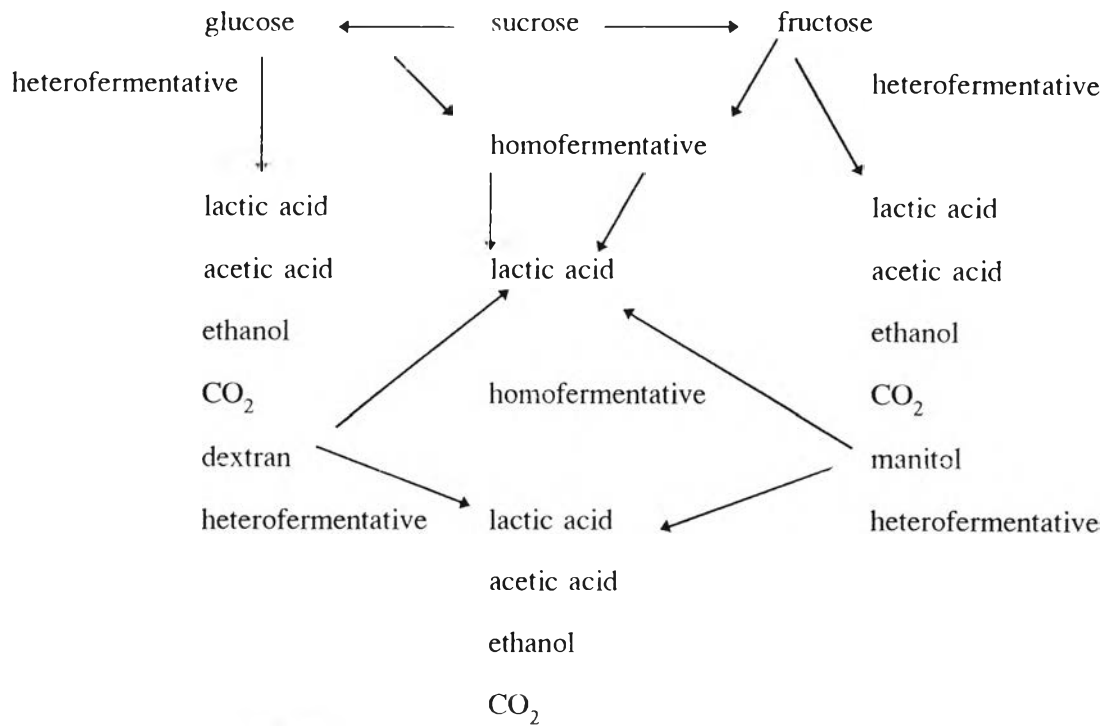 glucose sucrose fructose
heterofermentative heterofermentative
homofermentative
lactic acid lactic acid
acetic acid lactic acid acetic acid
ethanol ethanol
CO₂ homofermentative CO₂
dextran manitol
heterofermentative lactic acid heterofermentative
acetic acid
ethanol
CO₂